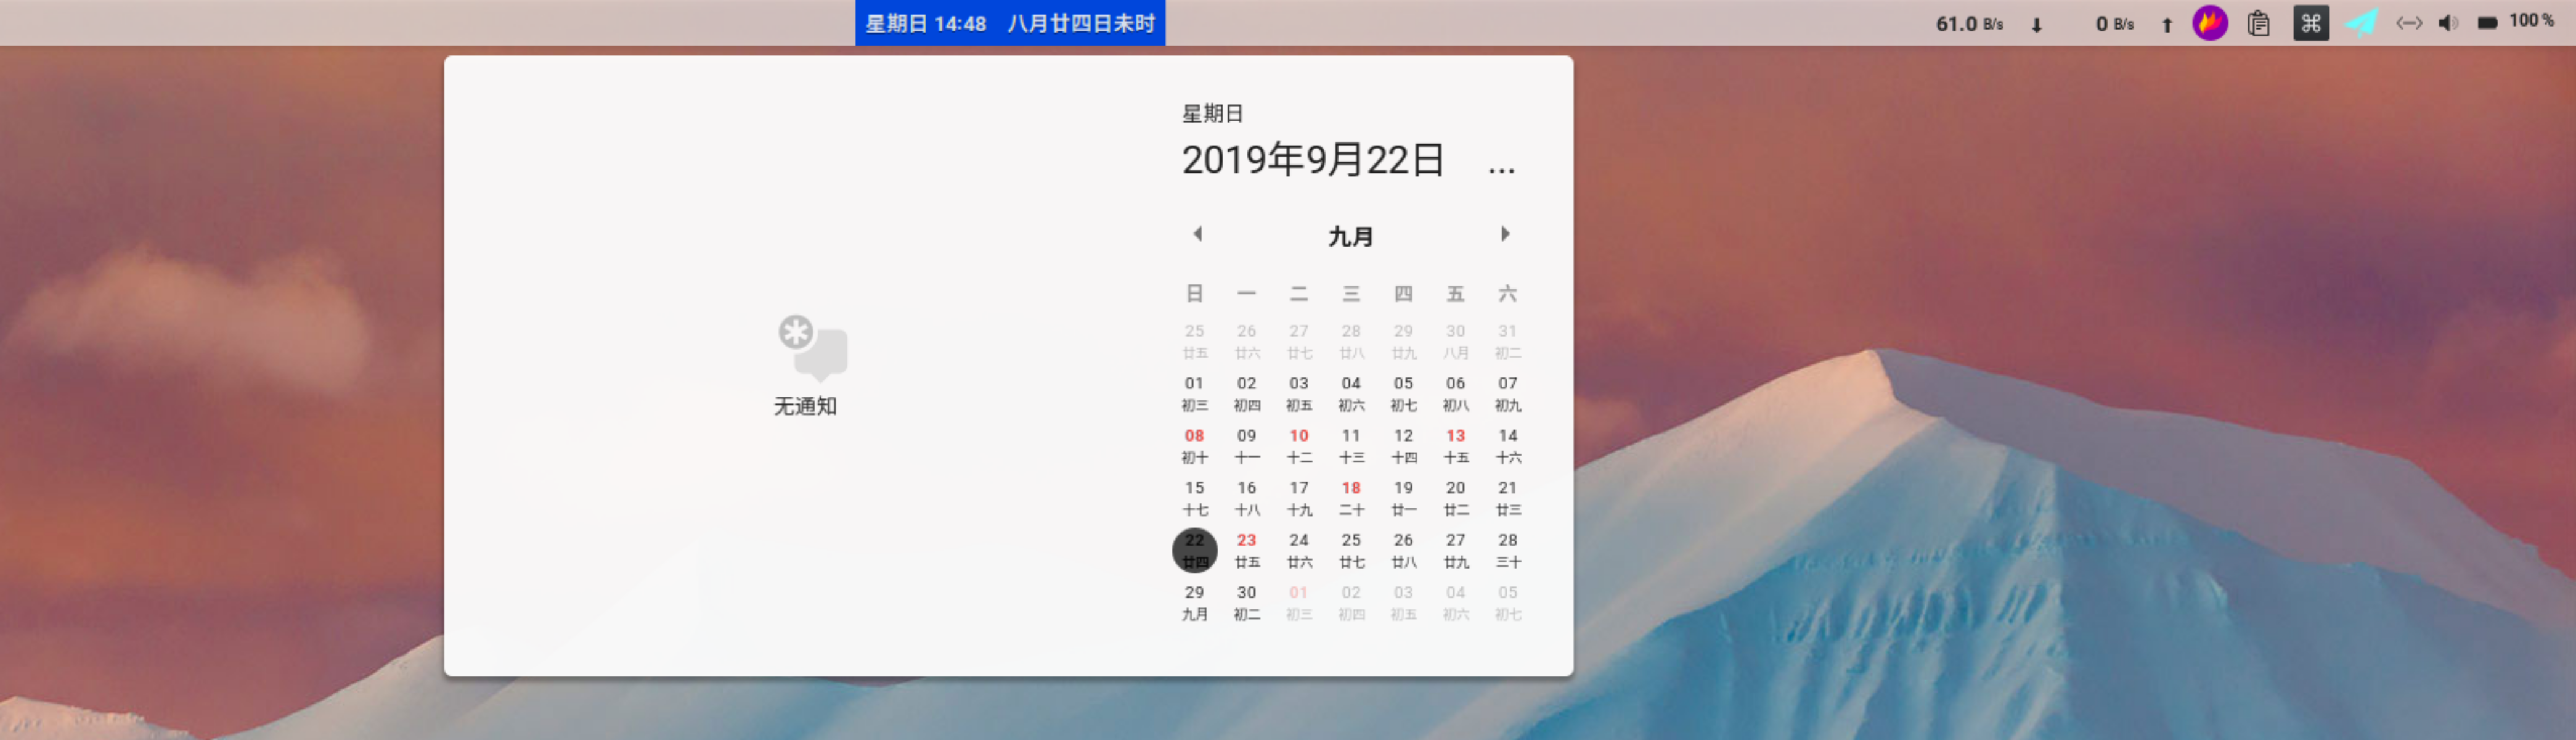 星期日 14:48 八月廿四日未时
61.0 B/s ↓ 0 B/s ↑ 100 %
无通知
星期日
2019年9月22日 ...
九月
日 一 二 三 四 五 六
25 26 27 28 29 30 31
廿五 廿六 廿七 廿八 廿九 八月 初二
01 02 03 04 05 06 07
初三 初四 初五 初六 初七 初八 初九
08 09 10 11 12 13 14
初十 十一 十二 十三 十四 十五 十六
15 16 17 18 19 20 21
十七 十八 十九 二十 廿一 廿二 廿三
22 23 24 25 26 27 28
廿四 廿五 廿六 廿七 廿八 廿九 三十
29 30 01 02 03 04 05
九月 初二 初三 初四 初五 初六 初七